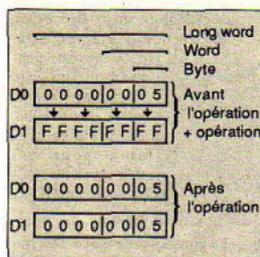 Long word
Word
Byte
D0 0 0 0 0 0 0 0 5 Avant
l'opération
D1 F F F F F F F F + opération
D0 0 0 0 0 0 0 0 5 Après
D1 0 0 0 0 0 0 0 5 l'opération